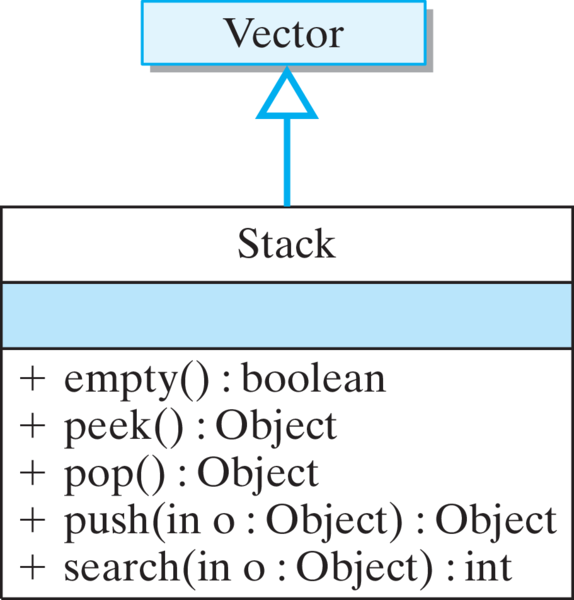 Vector
Stack
+ empty() : boolean
+ peek() : Object
+ pop() : Object
+ push(in o : Object) : Object
+ search(in o : Object) : int